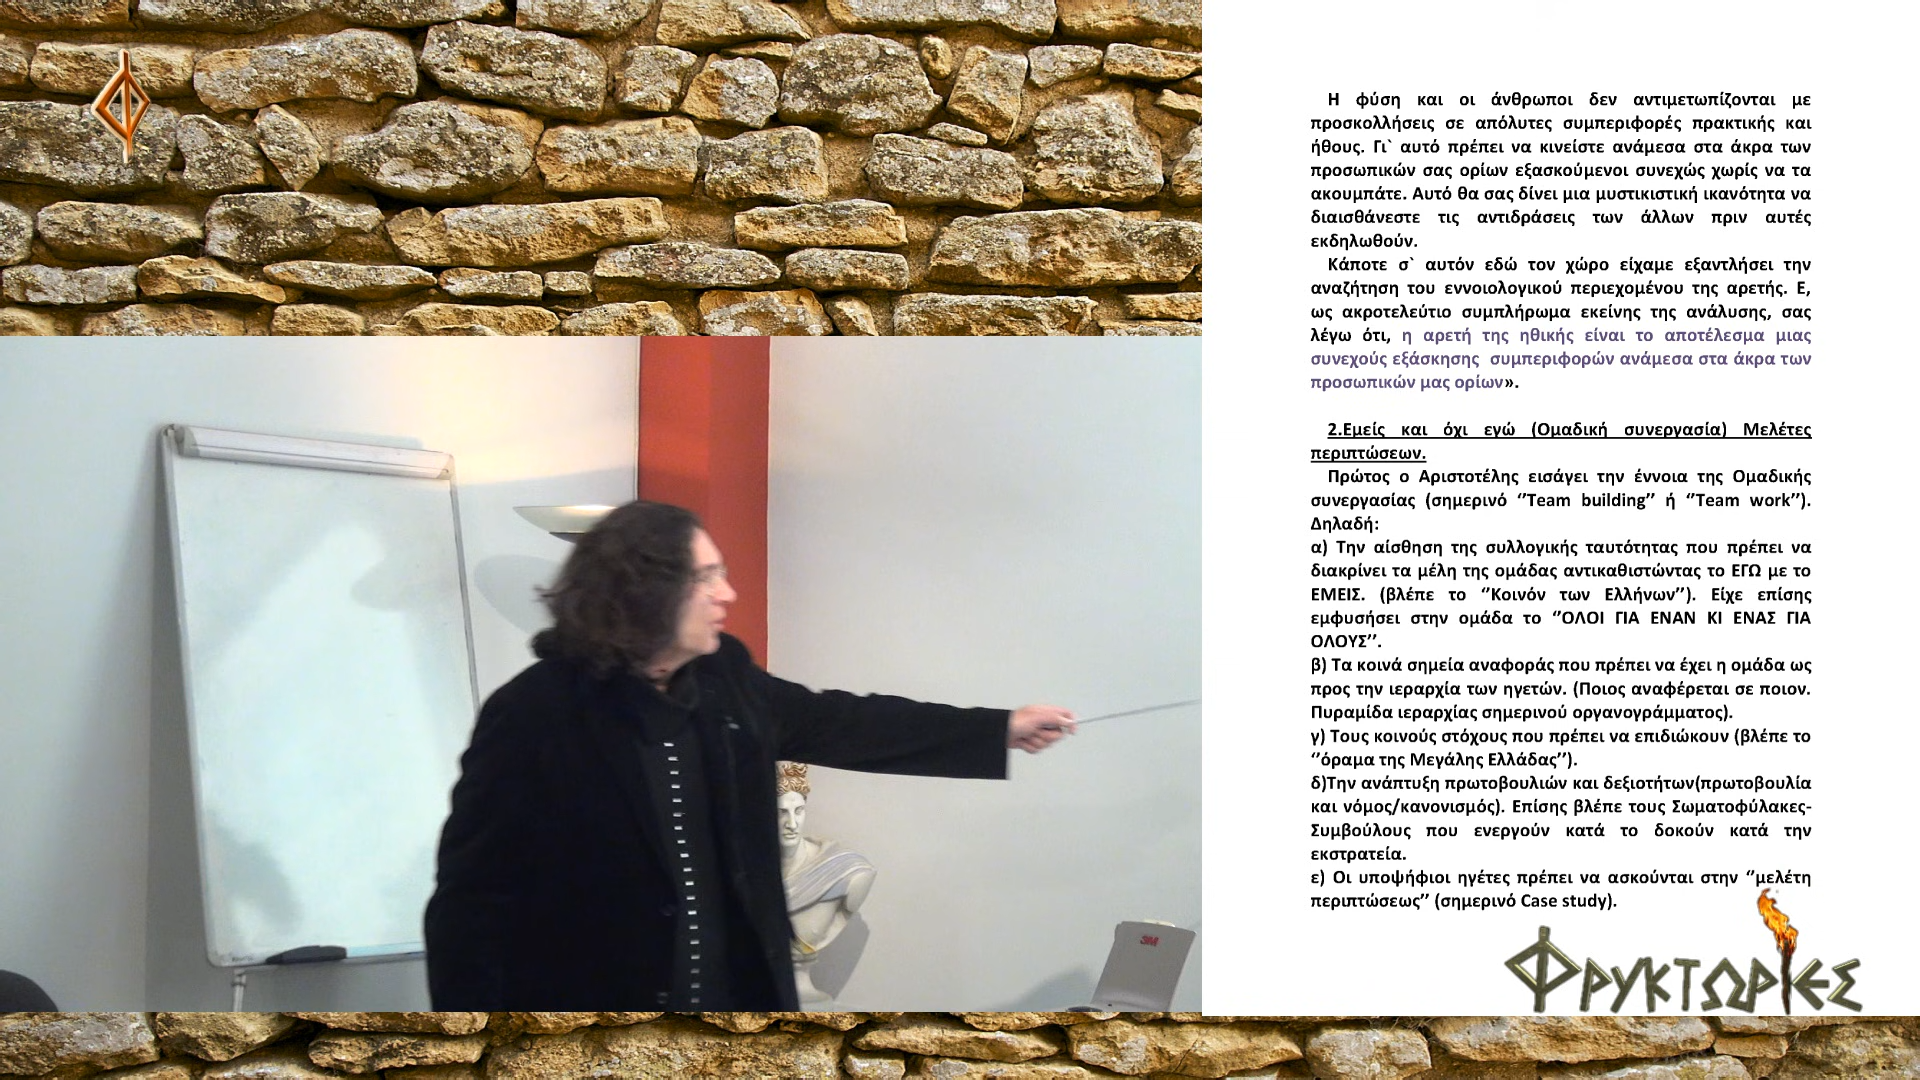 Η φύση και οι άνθρωποι δεν αντιμετωπίζονται με
προσκολλήσεις σε απόλυτες συμπεριφορές πρακτικής και
ήθους. Γι` αυτό πρέπει να κινείστε ανάμεσα στα άκρα των
προσωπικών σας ορίων εξασκούμενοι συνεχώς χωρίς να τα
ακουμπάτε. Αυτό θα σας δίνει μια μυστικιστική ικανότητα να
διαισθάνεστε τις αντιδράσεις των άλλων πριν αυτές
εκδηλωθούν.
Κάποτε σ` αυτόν εδώ τον χώρο είχαμε εξαντλήσει την
αναζήτηση του εννοιολογικού περιεχομένου της αρετής. Ε,
ως ακροτελεύτιο συμπλήρωμα εκείνης της ανάλυσης, σας
λέγω ότι, η αρετή της ηθικής είναι το αποτέλεσμα μιας
συνεχούς εξάσκησης συμπεριφορών ανάμεσα στα άκρα των
προσωπικών μας ορίων».
2.Εμείς και όχι εγώ (Ομαδική συνεργασία) Μελέτες
περιπτώσεων.
Πρώτος ο Αριστοτέλης εισάγει την έννοια της Ομαδικής
συνεργασίας (σημερινό ‘’Team building’’ ή ‘’Team work’’).
Δηλαδή:
α) Την αίσθηση της συλλογικής ταυτότητας που πρέπει να
διακρίνει τα μέλη της ομάδας αντικαθιστώντας το ΕΓΩ με το
ΕΜΕΙΣ. (βλέπε το ‘’Κοινόν των Ελλήνων’’). Είχε επίσης
εμφυσήσει στην ομάδα το ‘’ΌΛΟΙ ΓΙΑ ΕΝΑΝ ΚΙ ΕΝΑΣ ΓΙΑ
ΟΛΟΥΣ’’.
β) Τα κοινά σημεία αναφοράς που πρέπει να έχει η ομάδα ως
προς την ιεραρχία των ηγετών. (Ποιος αναφέρεται σε ποιον.
Πυραμίδα ιεραρχίας σημερινού οργανογράμματος).
γ) Τους κοινούς στόχους που πρέπει να επιδιώκουν (βλέπε το
‘’όραμα της Μεγάλης Ελλάδας’’).
δ)Την ανάπτυξη πρωτοβουλιών και δεξιοτήτων(πρωτοβουλία
και νόμος/κανονισμός). Επίσης βλέπε τους Σωματοφύλακες-
Συμβούλους που ενεργούν κατά το δοκούν κατά την
εκστρατεία.
ε) Οι υποψήφιοι ηγέτες πρέπει να ασκούνται στην ‘’μελέτη
περιπτώσεως’’ (σημερινό Case study).
3M
ΦΡΥΚΤΩΡΙΕΣ